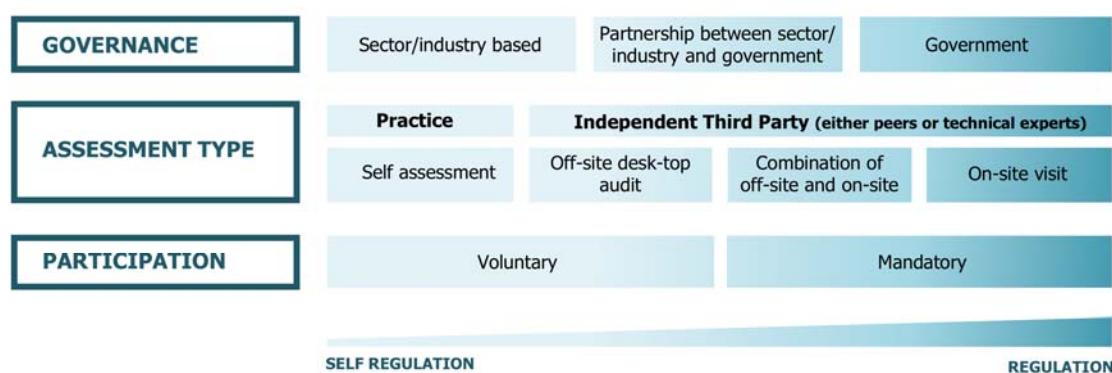 GOVERNANCE
Sector/industry based
Partnership between sector/
industry and government
Government
ASSESSMENT TYPE
Practice
Independent Third Party (either peers or technical experts)
Self assessment
Off-site desk-top
audit
Combination of
off-site and on-site
On-site visit
PARTICIPATION
Voluntary
Mandatory
SELF REGULATION
REGULATION